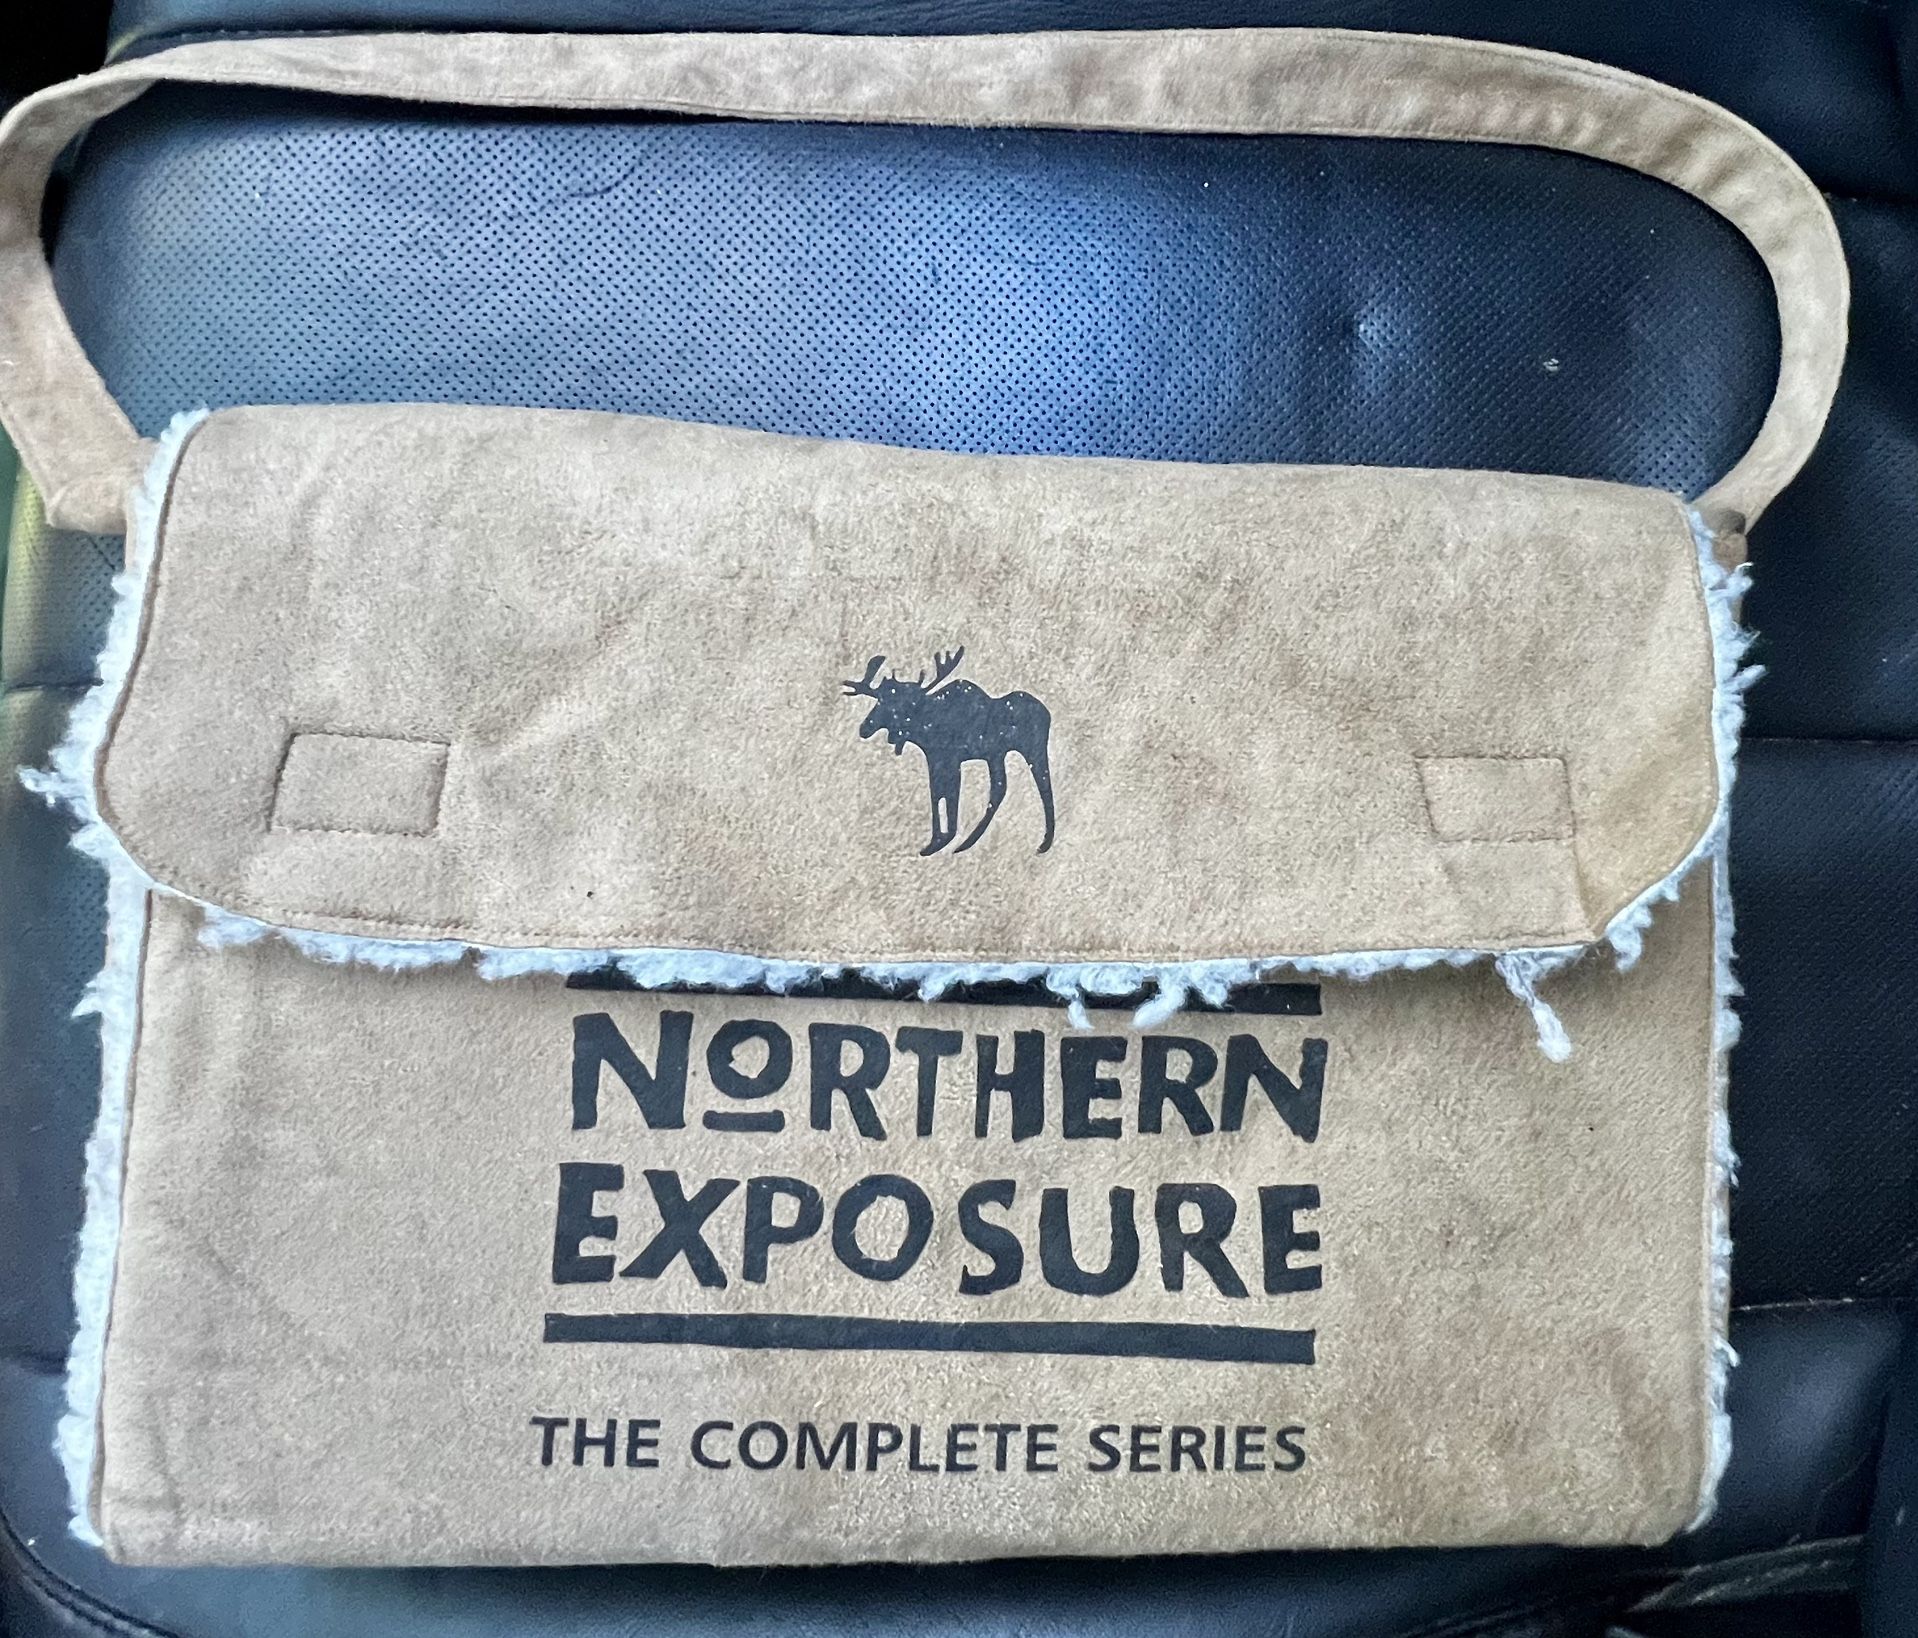 NORTHERN
EXPOSURE
THE COMPLETE SERIES